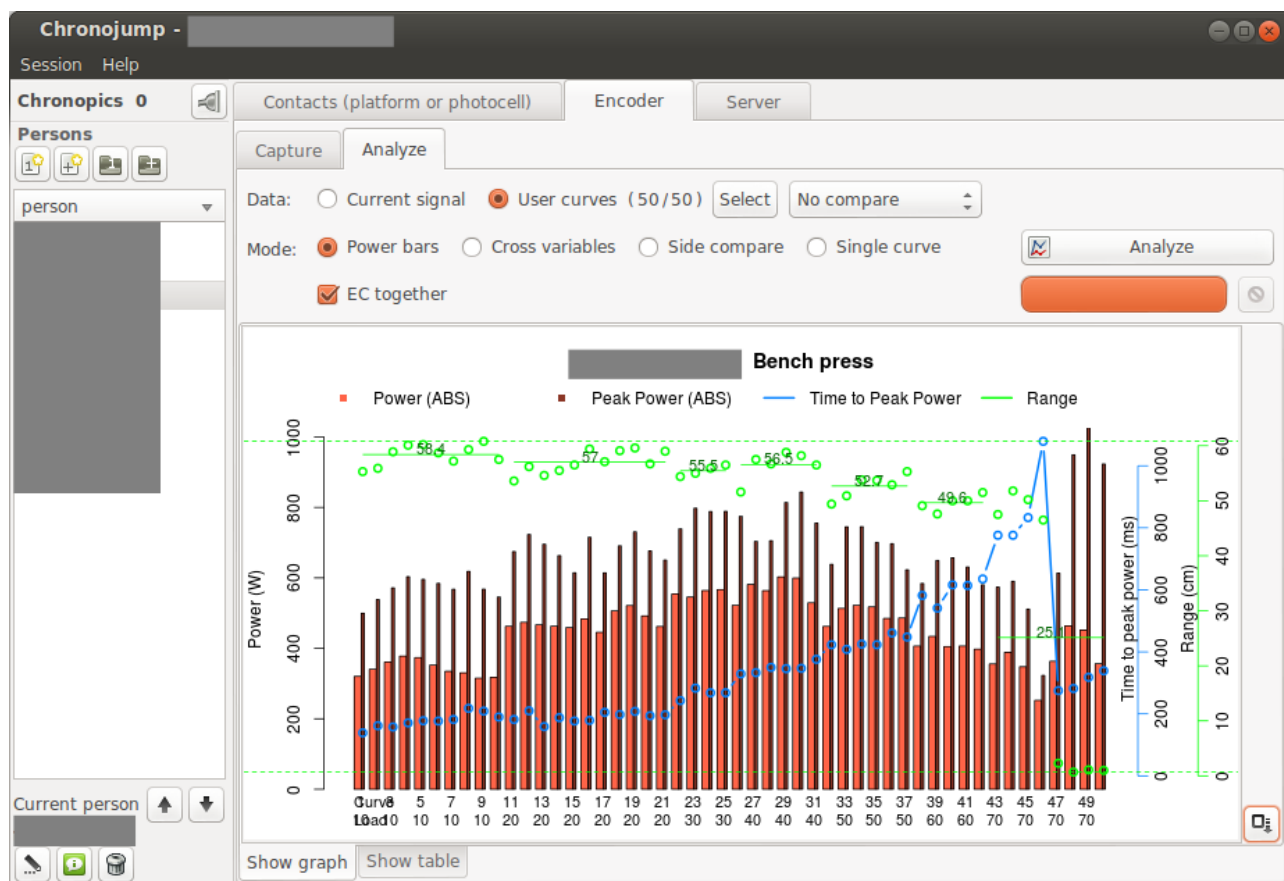 Chronojump -
Session Help
Chronopics 0
Contacts (platform or photocell) Encoder Server
Persons
Capture Analyze
person
Data: Current signal User curves (50/50) Select No compare
Mode: Power bars Cross variables Side compare Single curve Analyze
EC together
Bench press
Power (ABS) Peak Power (ABS) Time to Peak Power Range
Power (W)
0 200 400 600 800 1000
58.4 57 55.5 56.5 52.7 49.6
Time to peak power (ms)
0 200 400 600 800 1000
Range (cm)
0 10 20 30 40 50 60
Curve 3 5 7 9 11 13 15 17 19 21 23 25 27 29 31 33 35 37 39 41 43 45 47 49
Load 10 10 10 10 20 20 20 20 20 20 30 30 40 40 40 50 50 50 60 60 70 70 70 70
Current person
Show graph Show table